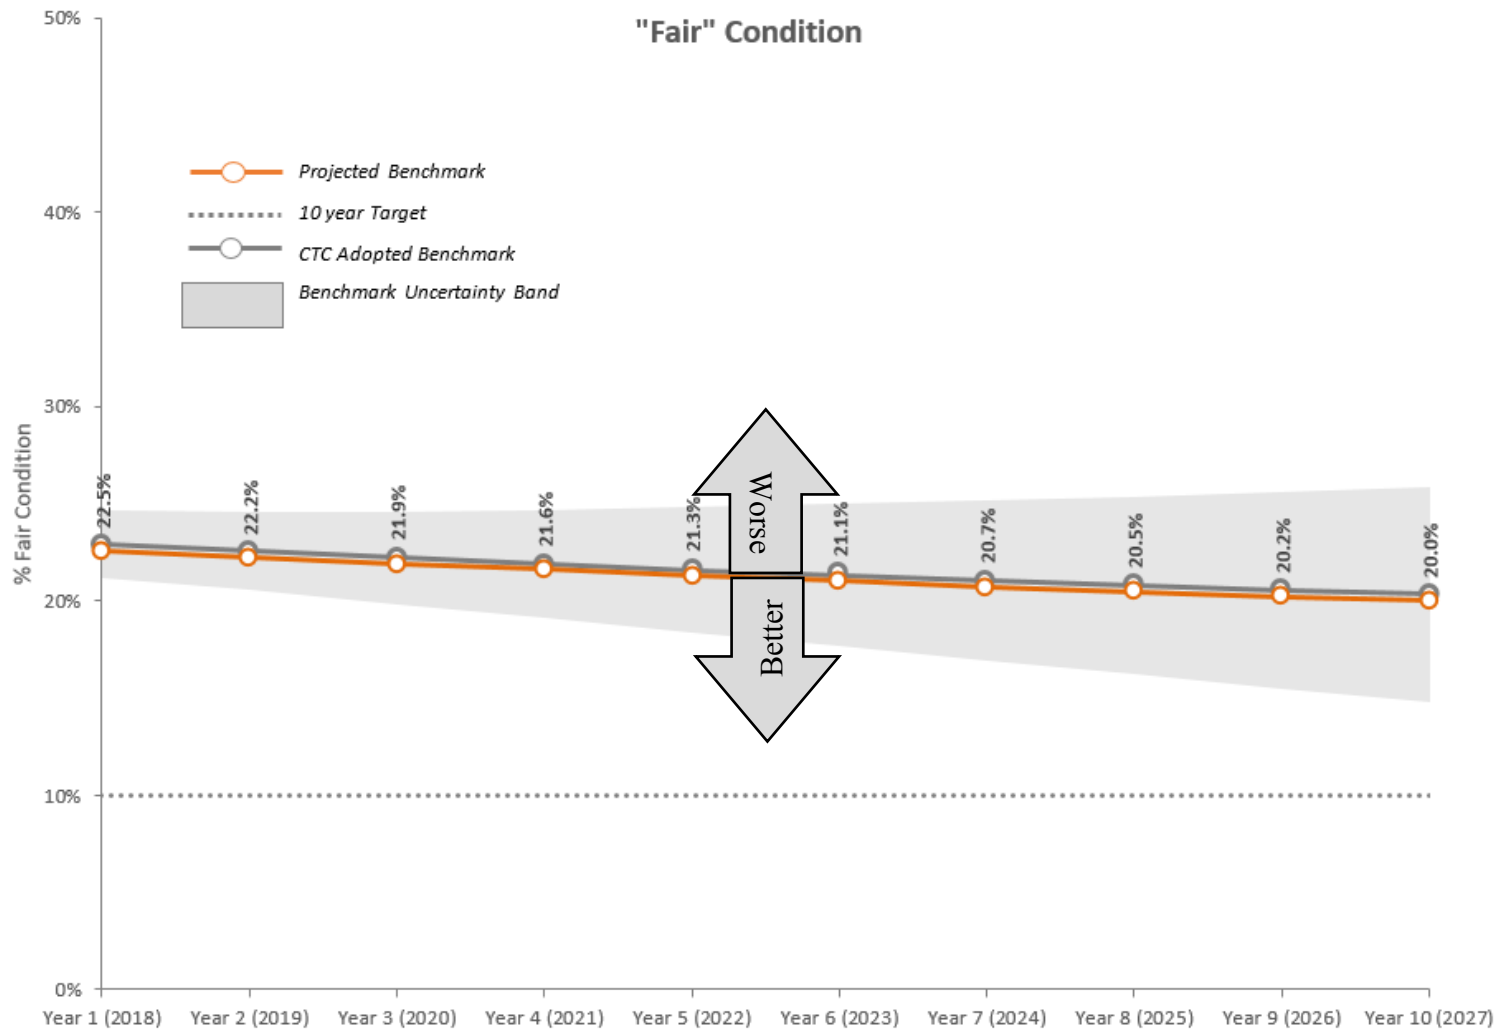 "Fair" Condition
50%
40%
30%
20%
10%
0%
% Fair Condition
Projected Benchmark
10 year Target
CTC Adopted Benchmark
Benchmark Uncertainty Band
22.5%
22.2%
21.9%
21.6%
21.3%
21.1%
20.7%
20.5%
20.2%
20.0%
Worse
Better
Year 1 (2018)
Year 2 (2019)
Year 3 (2020)
Year 4 (2021)
Year 5 (2022)
Year 6 (2023)
Year 7 (2024)
Year 8 (2025)
Year 9 (2026)
Year 10 (2027)